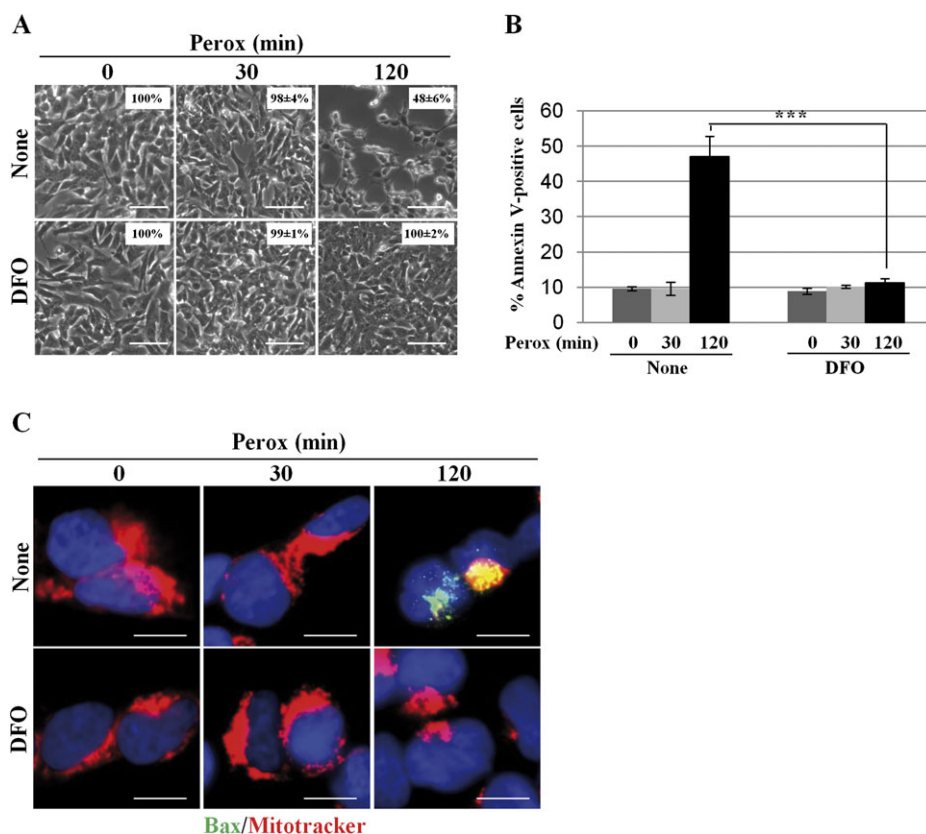 A
Perox (min)
0 30 120
None
100% 98±4% 48±6%
DFO
100% 99±1% 100±2%
B
% Annexin V-positive cells
60
50
40
30
20
10
0
***
Perox (min) 0 30 120 0 30 120
None DFO
C
Perox (min)
0 30 120
None
DFO
Bax/Mitotracker